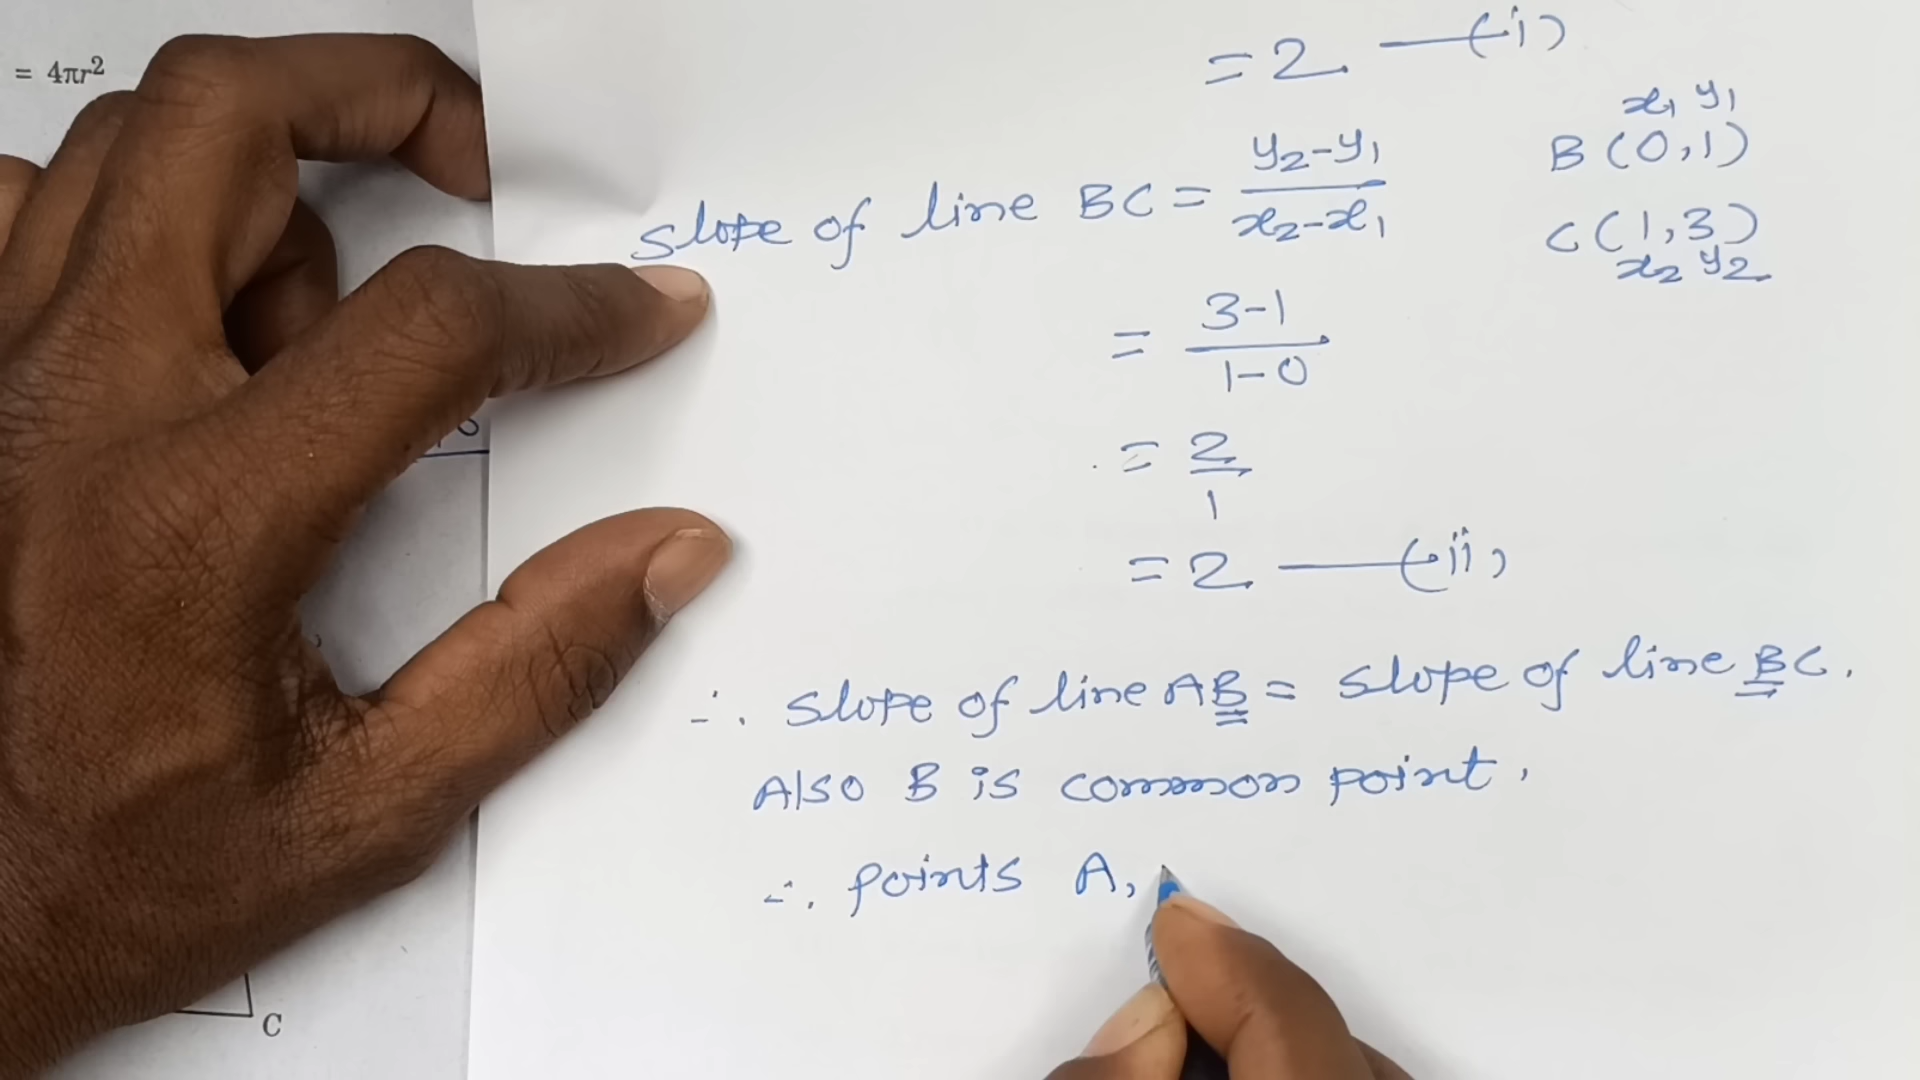 = 4πr²
= 2 —(i)
x₁ y₁
B (0,1)
slope of line BC = y₂-y₁ / x₂-x₁
C (1,3)
x₂ y₂
= 3-1 / 1-0
= 2/1
= 2 —(ii)
∴ slope of line AB = slope of line BC.
Also B is common point.
∴ points A,
C